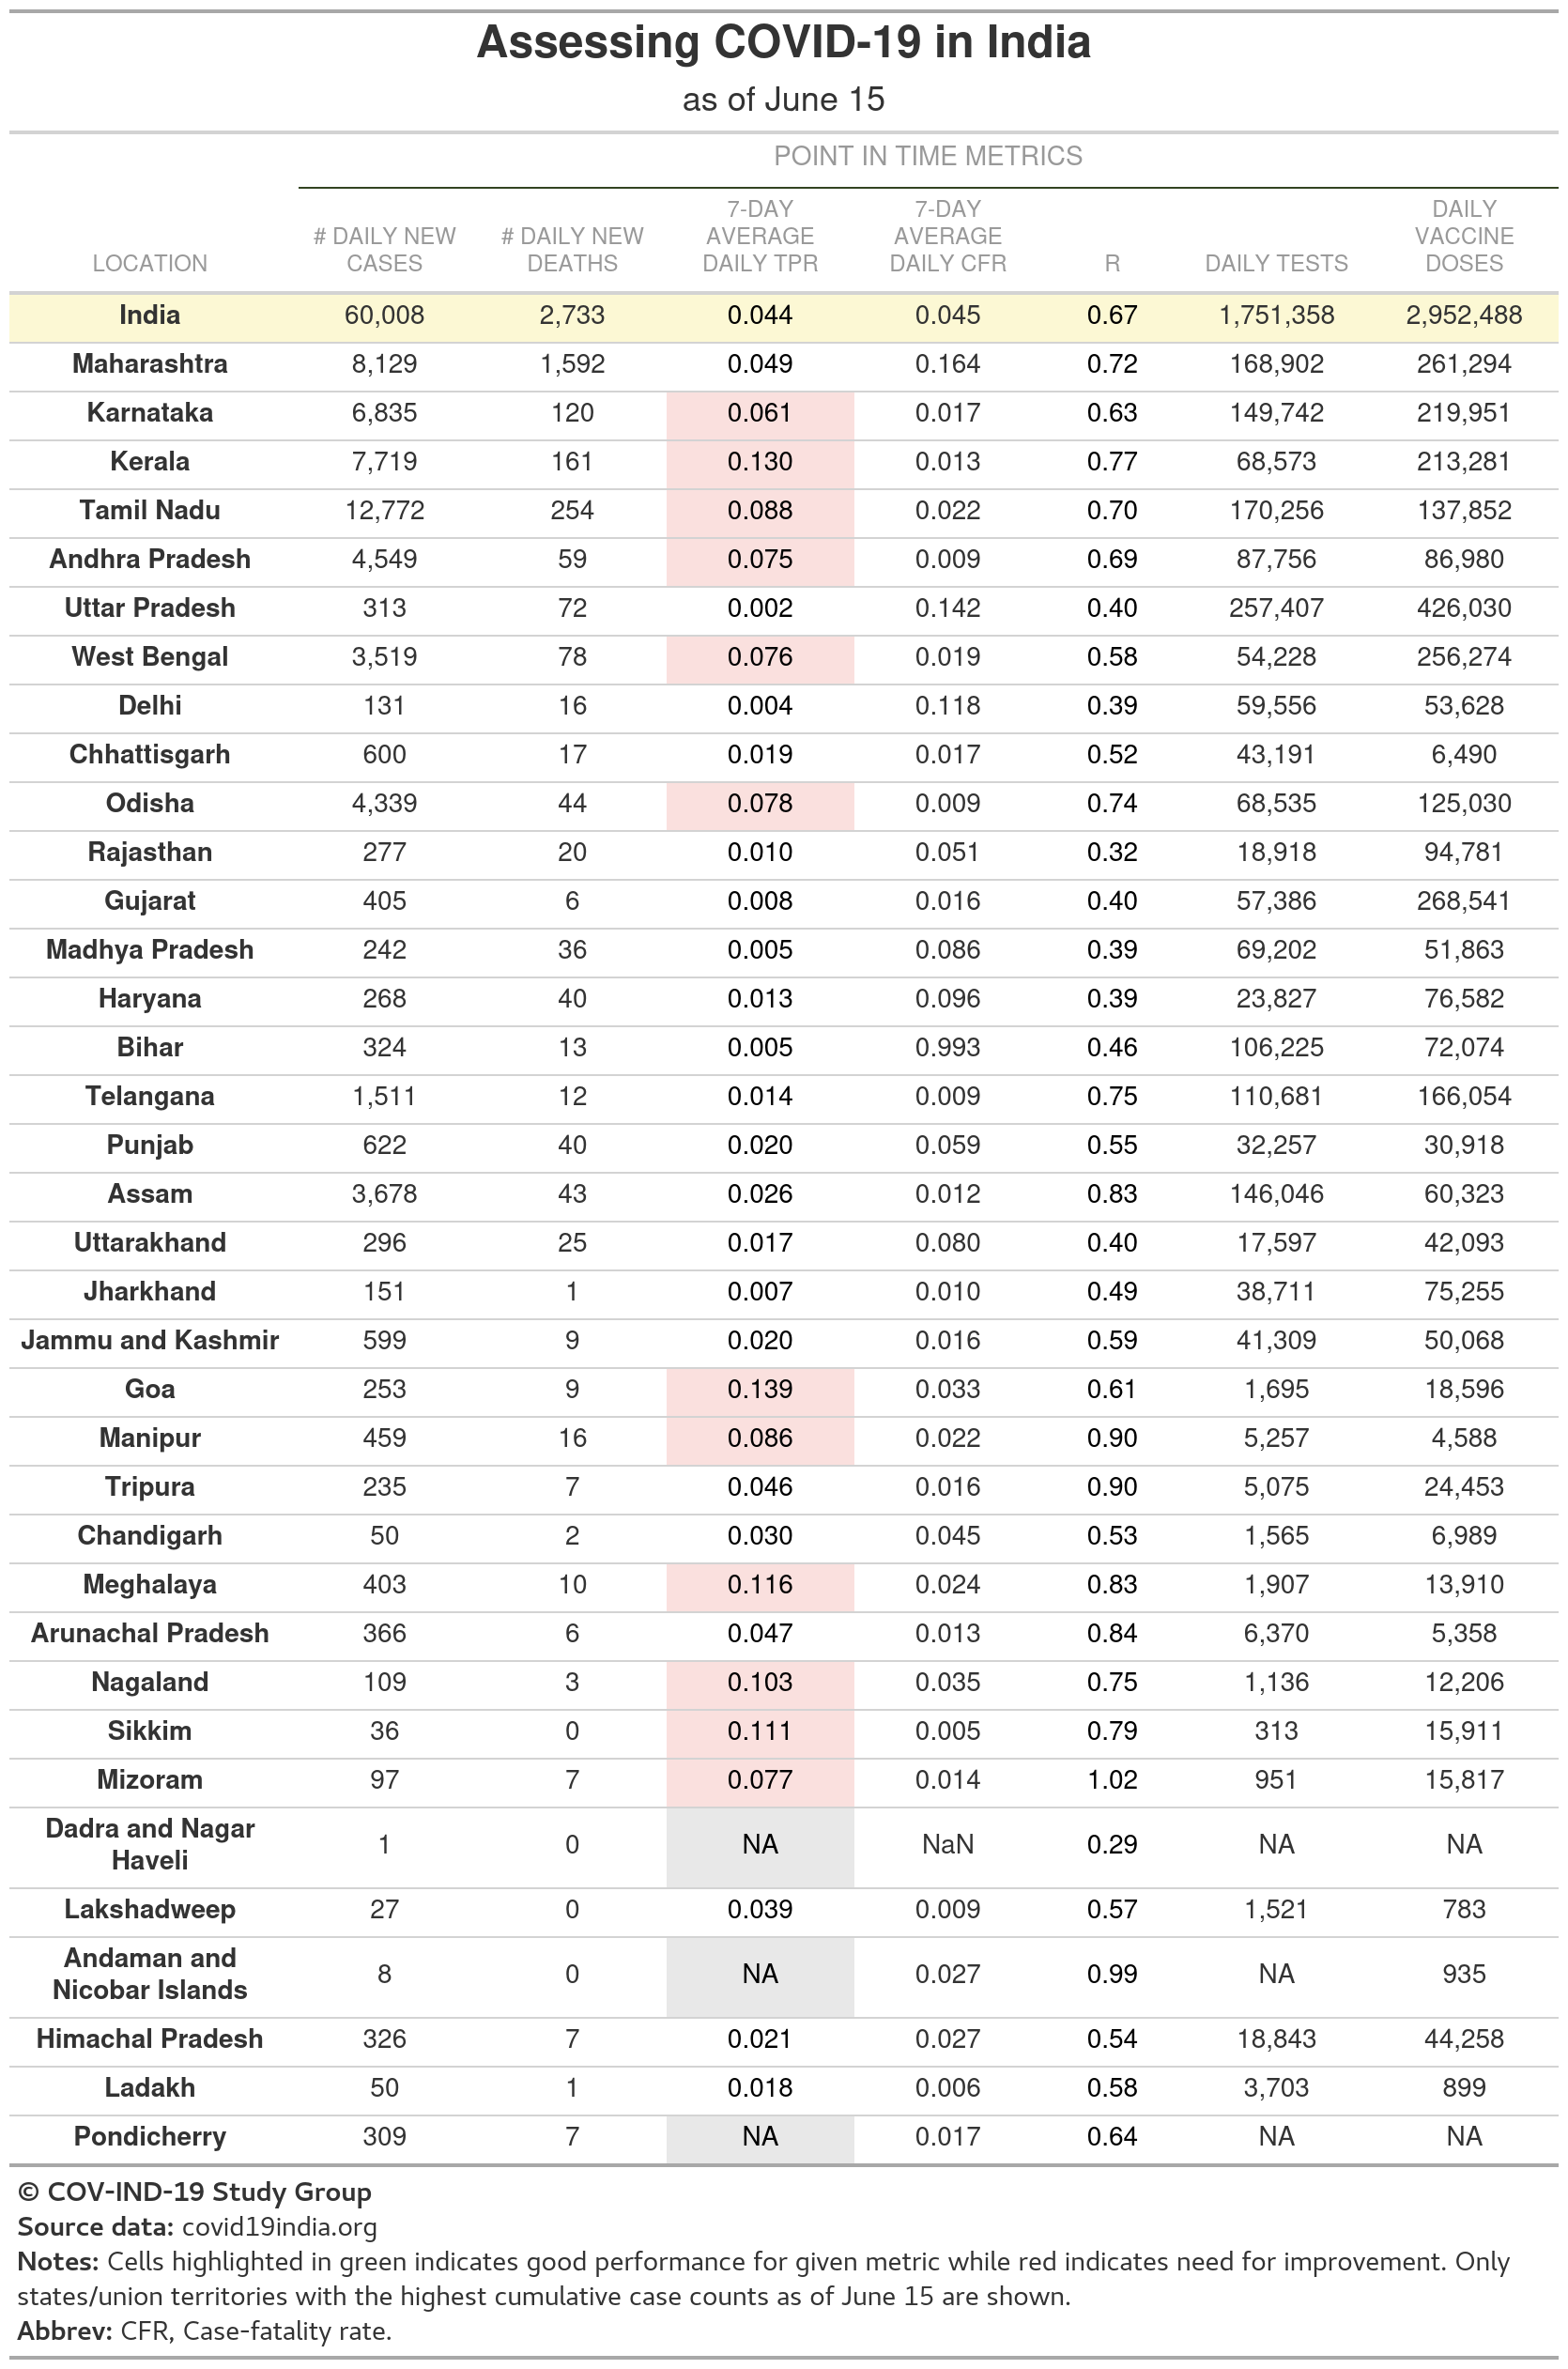 Assessing COVID-19 in India
as of June 15
POINT IN TIME METRICS
LOCATION # DAILY NEW CASES # DAILY NEW DEATHS 7-DAY AVERAGE DAILY TPR 7-DAY AVERAGE DAILY CFR R DAILY TESTS DAILY VACCINE DOSES
India 60,008 2,733 0.044 0.045 0.67 1,751,358 2,952,488
Maharashtra 8,129 1,592 0.049 0.164 0.72 168,902 261,294
Karnataka 6,835 120 0.061 0.017 0.63 149,742 219,951
Kerala 7,719 161 0.130 0.013 0.77 68,573 213,281
Tamil Nadu 12,772 254 0.088 0.022 0.70 170,256 137,852
Andhra Pradesh 4,549 59 0.075 0.009 0.69 87,756 86,980
Uttar Pradesh 313 72 0.002 0.142 0.40 257,407 426,030
West Bengal 3,519 78 0.076 0.019 0.58 54,228 256,274
Delhi 131 16 0.004 0.118 0.39 59,556 53,628
Chhattisgarh 600 17 0.019 0.017 0.52 43,191 6,490
Odisha 4,339 44 0.078 0.009 0.74 68,535 125,030
Rajasthan 277 20 0.010 0.051 0.32 18,918 94,781
Gujarat 405 6 0.008 0.016 0.40 57,386 268,541
Madhya Pradesh 242 36 0.005 0.086 0.39 69,202 51,863
Haryana 268 40 0.013 0.096 0.39 23,827 76,582
Bihar 324 13 0.005 0.993 0.46 106,225 72,074
Telangana 1,511 12 0.014 0.009 0.75 110,681 166,054
Punjab 622 40 0.020 0.059 0.55 32,257 30,918
Assam 3,678 43 0.026 0.012 0.83 146,046 60,323
Uttarakhand 296 25 0.017 0.080 0.40 17,597 42,093
Jharkhand 151 1 0.007 0.010 0.49 38,711 75,255
Jammu and Kashmir 599 9 0.020 0.016 0.59 41,309 50,068
Goa 253 9 0.139 0.033 0.61 1,695 18,596
Manipur 459 16 0.086 0.022 0.90 5,257 4,588
Tripura 235 7 0.046 0.016 0.90 5,075 24,453
Chandigarh 50 2 0.030 0.045 0.53 1,565 6,989
Meghalaya 403 10 0.116 0.024 0.83 1,907 13,910
Arunachal Pradesh 366 6 0.047 0.013 0.84 6,370 5,358
Nagaland 109 3 0.103 0.035 0.75 1,136 12,206
Sikkim 36 0 0.111 0.005 0.79 313 15,911
Mizoram 97 7 0.077 0.014 1.02 951 15,817
Dadra and Nagar Haveli 1 0 NA NaN 0.29 NA NA
Lakshadweep 27 0 0.039 0.009 0.57 1,521 783
Andaman and Nicobar Islands 8 0 NA 0.027 0.99 NA 935
Himachal Pradesh 326 7 0.021 0.027 0.54 18,843 44,258
Ladakh 50 1 0.018 0.006 0.58 3,703 899
Pondicherry 309 7 NA 0.017 0.64 NA NA
© COV-IND-19 Study Group
Source data: covid19india.org
Notes: Cells highlighted in green indicates good performance for given metric while red indicates need for improvement. Only
states/union territories with the highest cumulative case counts as of June 15 are shown.
Abbrev: CFR, Case-fatality rate.